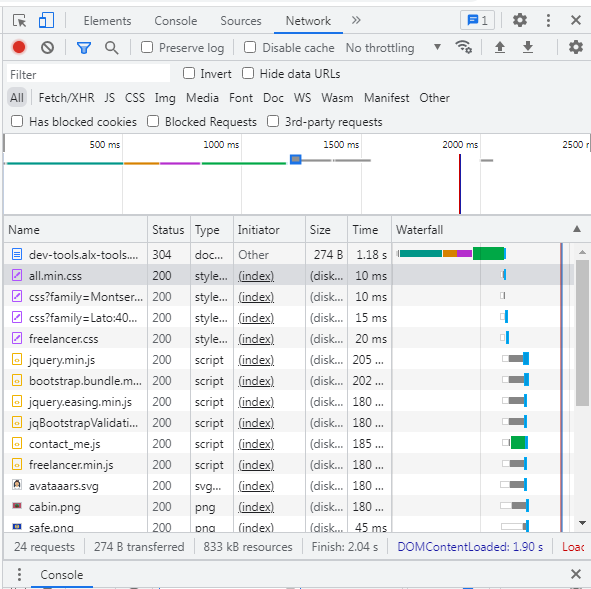 Elements Console Sources Network » 1
Preserve log Disable cache No throttling
Filter Invert Hide data URLs
All Fetch/XHR JS CSS Img Media Font Doc WS Wasm Manifest Other
Has blocked cookies Blocked Requests 3rd-party requests
500 ms 1000 ms 1500 ms 2000 ms 2500 r
Name Status Type Initiator Size Time Waterfall
dev-tools.alx-tools.... 304 doc... Other 274 B 1.18 s
all.min.css 200 style... (index) (disk... 10 ms
css?family=Montser... 200 style... (index) (disk... 10 ms
css?family=Lato:40... 200 style... (index) (disk... 15 ms
freelancer.css 200 style... (index) (disk... 20 ms
jquery.min.js 200 script (index) (disk... 205 ...
bootstrap.bundle.m... 200 script (index) (disk... 202 ...
jquery.easing.min.js 200 script (index) (disk... 180 ...
jqBootstrapValidati... 200 script (index) (disk... 180 ...
contact_me.js 200 script (index) (disk... 185 ...
freelancer.min.js 200 script (index) (disk... 180 ...
avataaars.svg 200 svg... (index) (disk... 180 ...
cabin.png 200 png (index) (disk... 180 ...
safe.png 200 png (index) (disk... 45 ms
24 requests 274 B transferred 833 kB resources Finish: 2.04 s DOMContentLoaded: 1.90 s Loac
Console